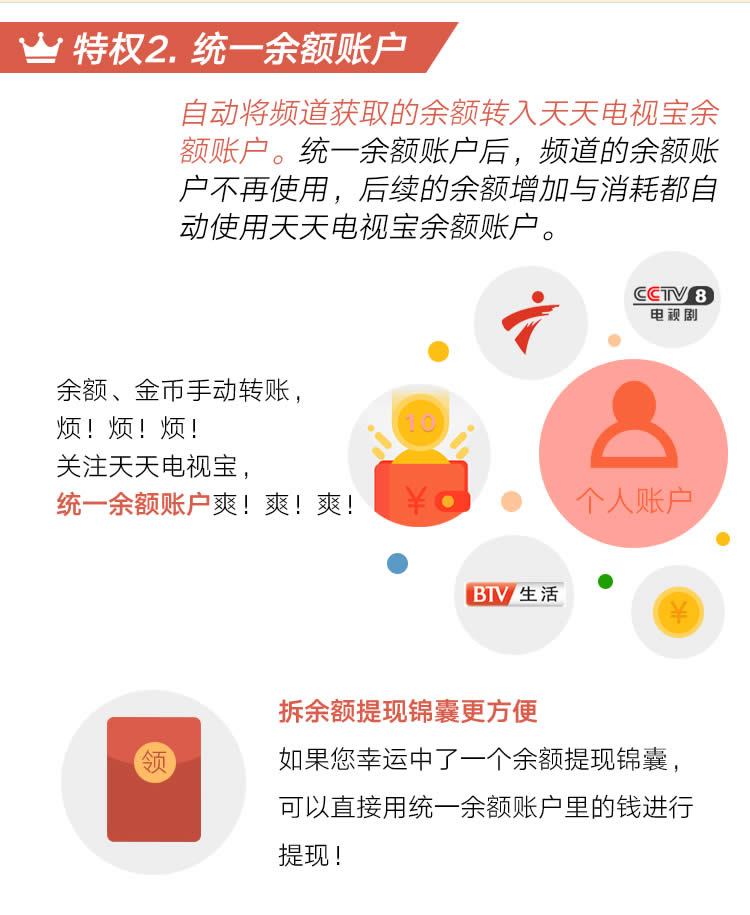 特权2. 统一余额账户
自动将频道获取的余额转入天天电视宝余
额账户。统一余额账户后，频道的余额账
户不再使用，后续的余额增加与消耗都自
动使用天天电视宝余额账户。
CCTV 8
电视剧
余额、金币手动转账，
烦！烦！烦！
关注天天电视宝，
统一余额账户爽！爽！爽！
10
¥
个人账户
BTV 生活
¥
拆余额提现锦囊更方便
如果您幸运中了一个余额提现锦囊，
领
可以直接用统一余额账户里的钱进行
提现！